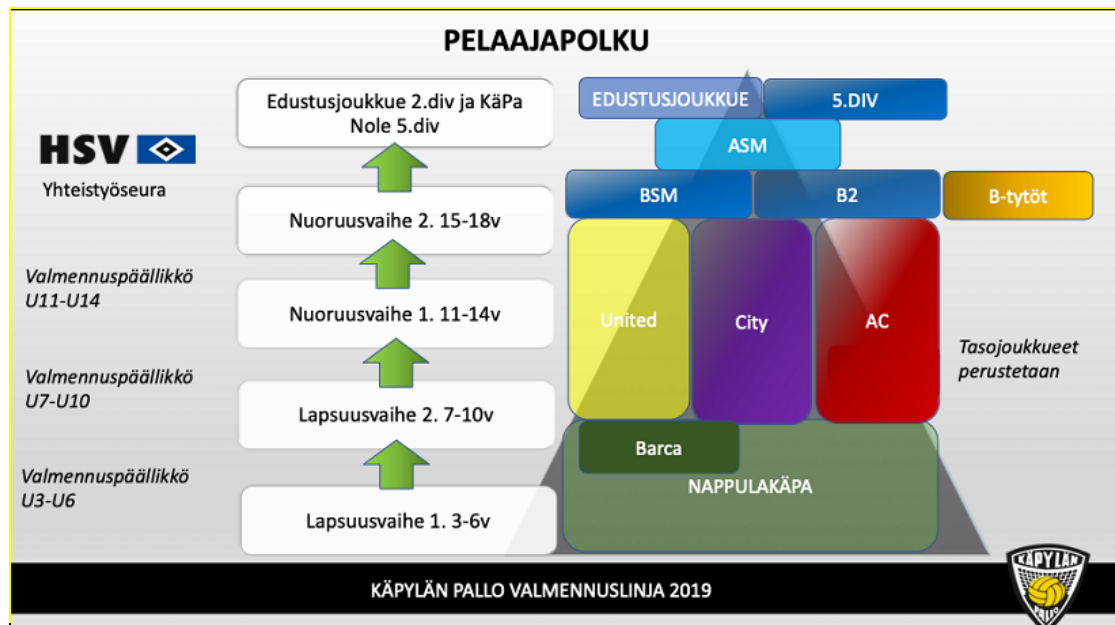 PELAAJAPOLKU
HSV
Yhteistyöseura
Valmennuspäällikkö
U11-U14
Valmennuspäällikkö
U7-U10
Valmennuspäällikkö
U3-U6
Edustusjoukkue 2.div ja KäPa
Nole 5.div
Nuoruusvaihe 2. 15-18v
Nuoruusvaihe 1. 11-14v
Lapsuusvaihe 2. 7-10v
Lapsuusvaihe 1. 3-6v
EDUSTUSJOUKKUE
5.DIV
ASM
BSM
B2
B-tytöt
United
City
AC
Tasojoukkueet
perustetaan
Barca
NAPPULAKÄPA
KÄPYLÄN PALLO VALMENNUSLINJA 2019
KÄPYLÄN
PALLO